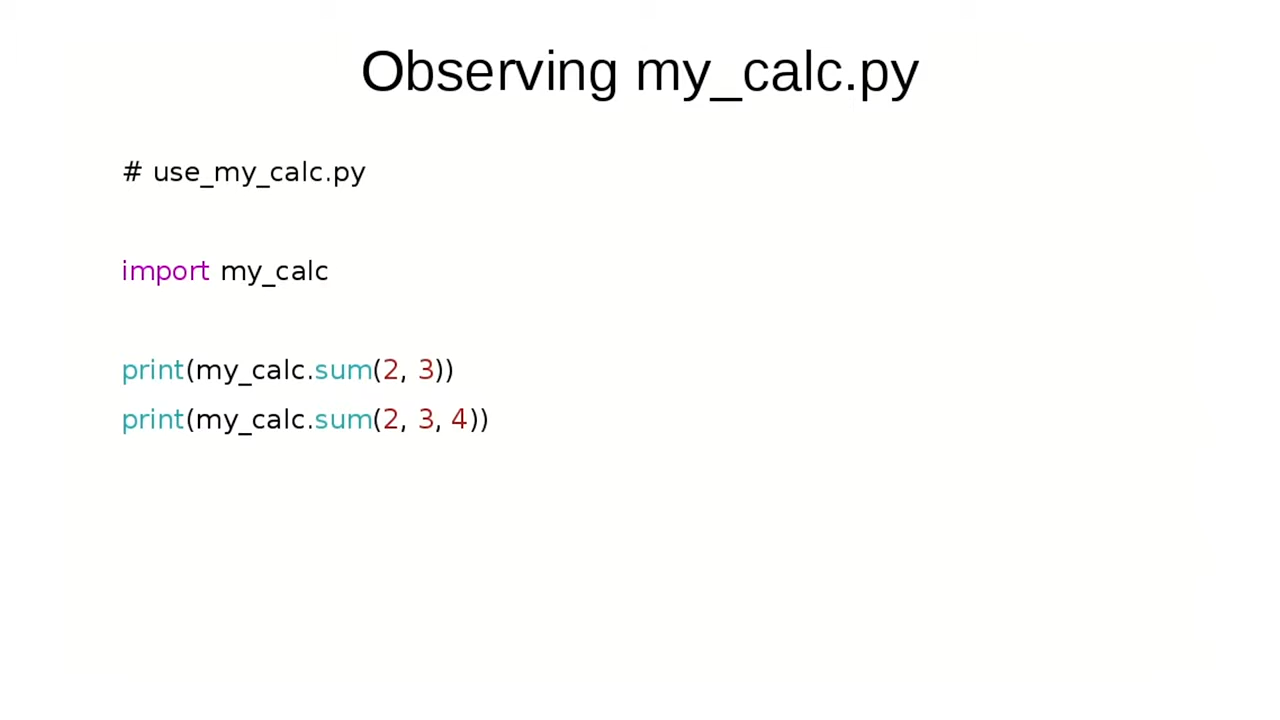 Observing my_calc.py
# use_my_calc.py
import my_calc
print(my_calc.sum(2, 3))
print(my_calc.sum(2, 3, 4))